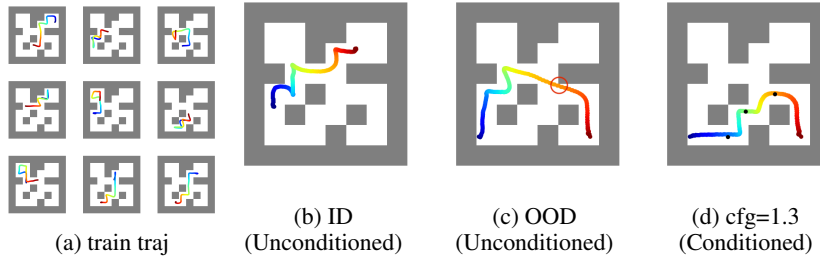 (a) train traj
(b) ID
(Unconditioned)
(c) OOD
(Unconditioned)
(d) cfg=1.3
(Conditioned)